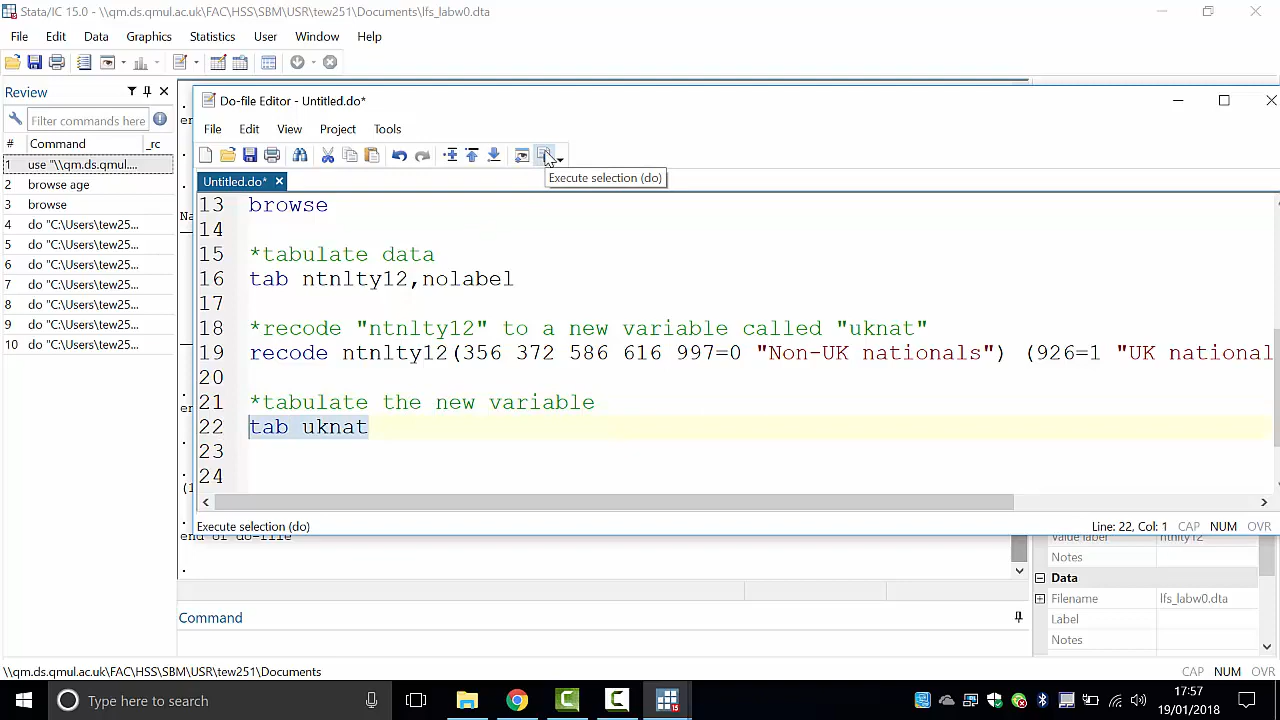 Stata/IC 15.0 - \\qm.ds.qmul.ac.uk\FAC\HSS\SBM\USR\tew251\Documents\lfs_labw0.dta
File Edit Data Graphics Statistics User Window Help
Review
Filter commands here
# Command _rc
1 use "\\qm.ds.qmul....
2 browse age
3 browse
4 do "C:\Users\tew25...
5 do "C:\Users\tew25...
6 do "C:\Users\tew25...
7 do "C:\Users\tew25...
8 do "C:\Users\tew25...
9 do "C:\Users\tew25...
10 do "C:\Users\tew25...
Do-file Editor - Untitled.do*
File Edit View Project Tools
Execute selection (do)
Untitled.do*
13 browse
14
15 *tabulate data
16 tab ntnlty12,nolabel
17
18 *recode "ntnlty12" to a new variable called "uknat"
19 recode ntnlty12(356 372 586 616 997=0 "Non-UK nationals") (926=1 "UK national
20
21 *tabulate the new variable
22 tab uknat
23
24
Execute selection (do)
Line: 22, Col: 1 CAP NUM OVR
end of do-file
.
Value label ntnlty12
Notes
Data
Filename lfs_labw0.dta
Label
Notes
Command
\\qm.ds.qmul.ac.uk\FAC\HSS\SBM\USR\tew251\Documents
CAP NUM OVR
Type here to search
17:57
19/01/2018